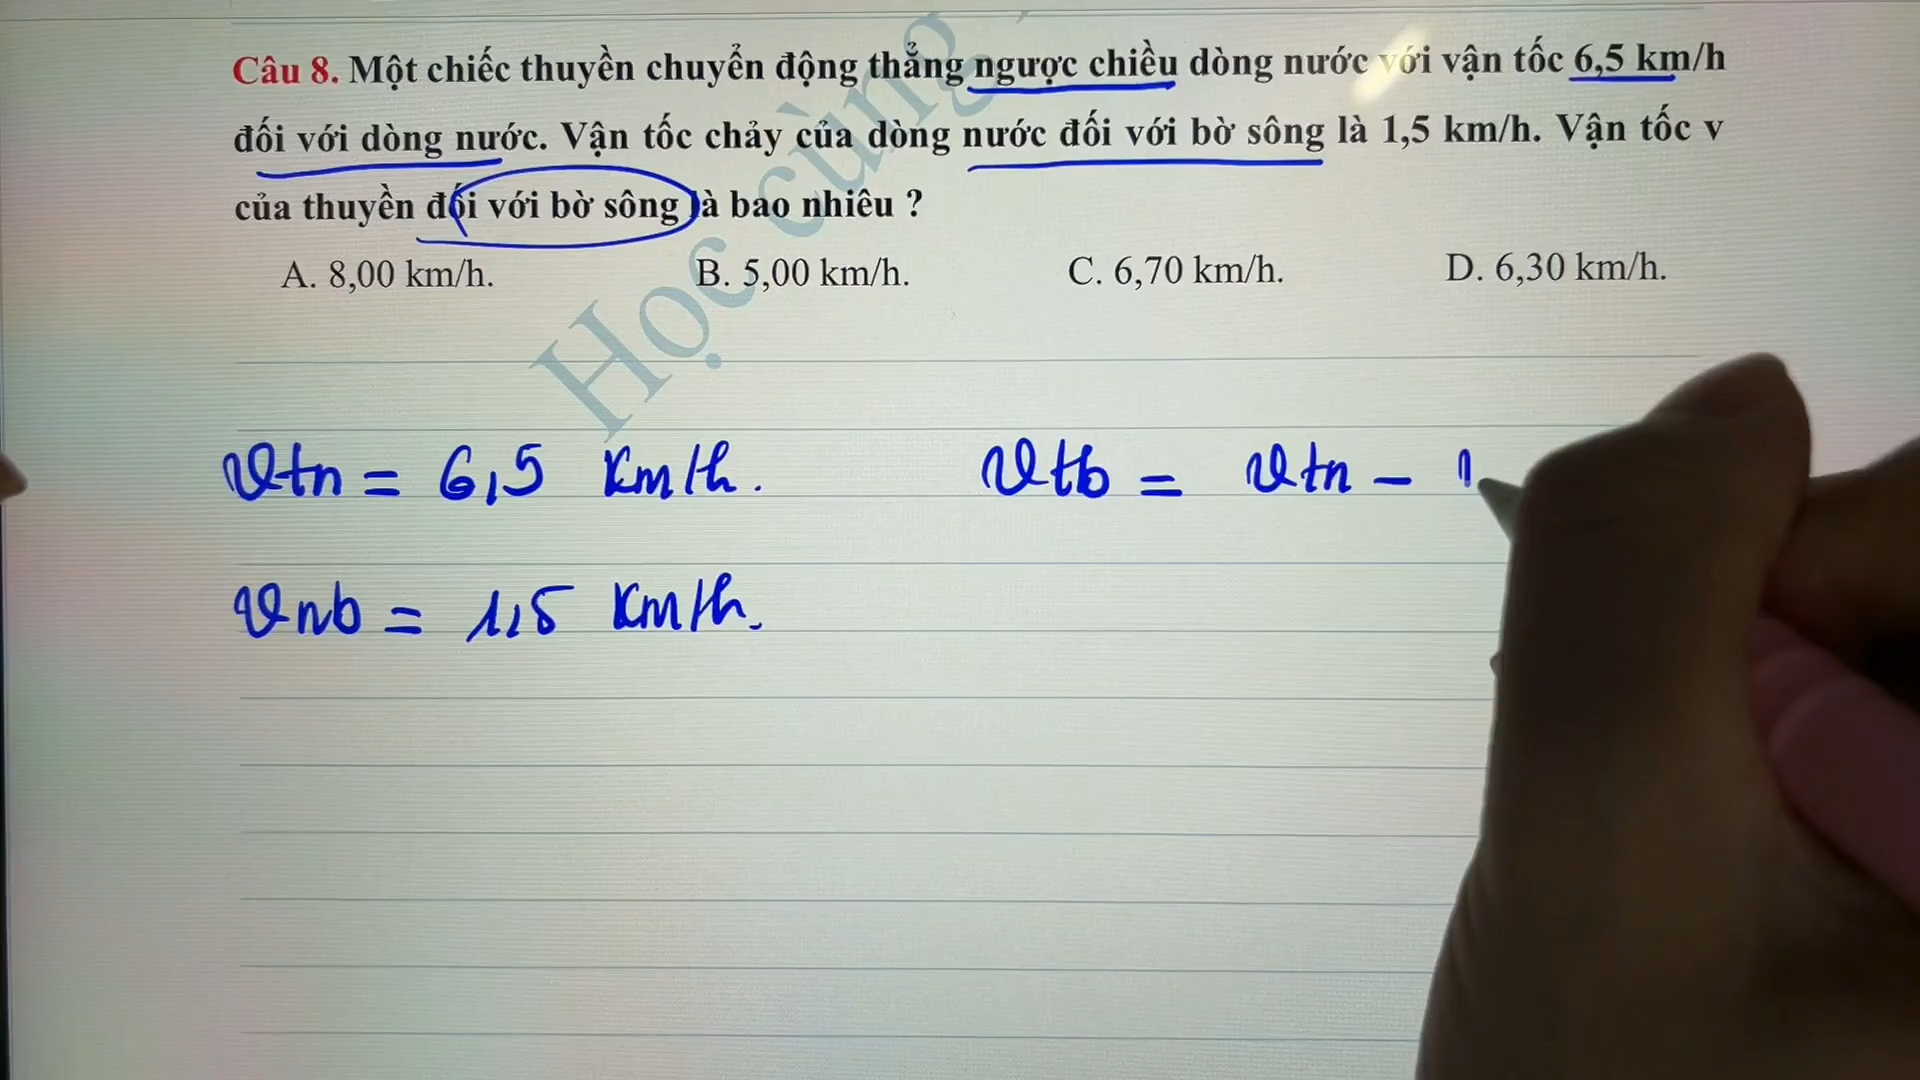 Câu 8. Một chiếc thuyền chuyển động thẳng ngược chiều dòng nước với vận tốc 6,5 km/h
đối với dòng nước. Vận tốc chảy của dòng nước đối với bờ sông là 1,5 km/h. Vận tốc v
của thuyền đối với bờ sông là bao nhiêu ?
A. 8,00 km/h. B. 5,00 km/h. C. 6,70 km/h. D. 6,30 km/h.
Học cùng
vtn = 6,5 km/h. vtb = vtn -
vnb = 1,5 km/h.